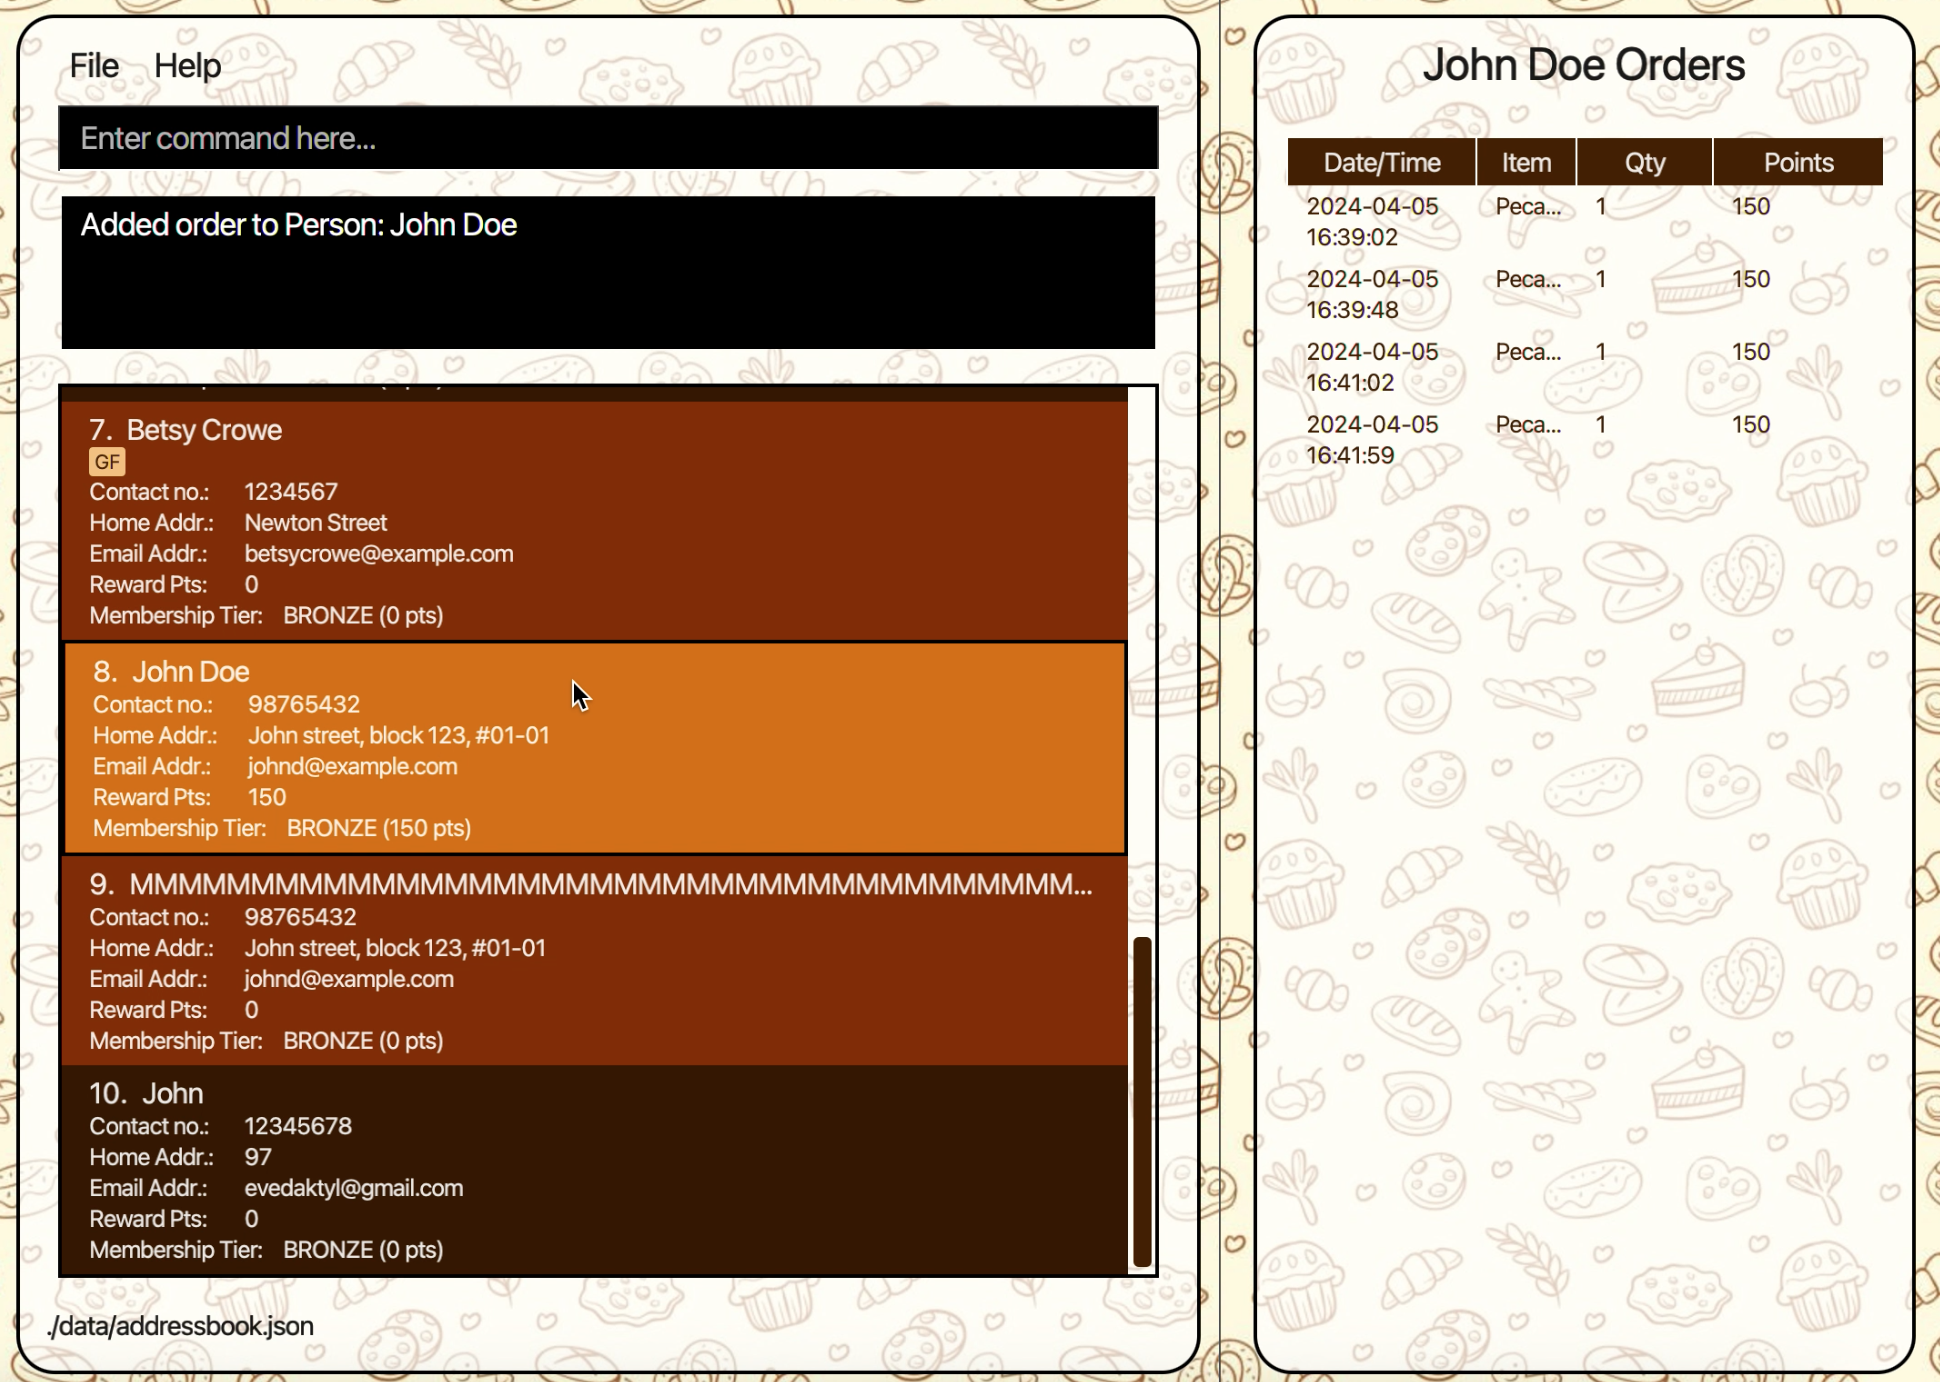 File Help
Enter command here...
Added order to Person: John Doe
7. Betsy Crowe
GF
Contact no.: 1234567
Home Addr.: Newton Street
Email Addr.: betsycrowe@example.com
Reward Pts: 0
Membership Tier: BRONZE (0 pts)
8. John Doe
Contact no.: 98765432
Home Addr.: John street, block 123, #01-01
Email Addr.: johnd@example.com
Reward Pts: 150
Membership Tier: BRONZE (150 pts)
9. MMMMMMMMMMMMMMMMMMMMMMMMMMMMMMMMMMMMMMM...
Contact no.: 98765432
Home Addr.: John street, block 123, #01-01
Email Addr.: johnd@example.com
Reward Pts: 0
Membership Tier: BRONZE (0 pts)
10. John
Contact no.: 12345678
Home Addr.: 97
Email Addr.: evedaktyl@gmail.com
Reward Pts: 0
Membership Tier: BRONZE (0 pts)
./data/addressbook.json
John Doe Orders
Date/Time Item Qty Points
2024-04-05 Peca... 1 150
16:39:02
2024-04-05 Peca... 1 150
16:39:48
2024-04-05 Peca... 1 150
16:41:02
2024-04-05 Peca... 1 150
16:41:59